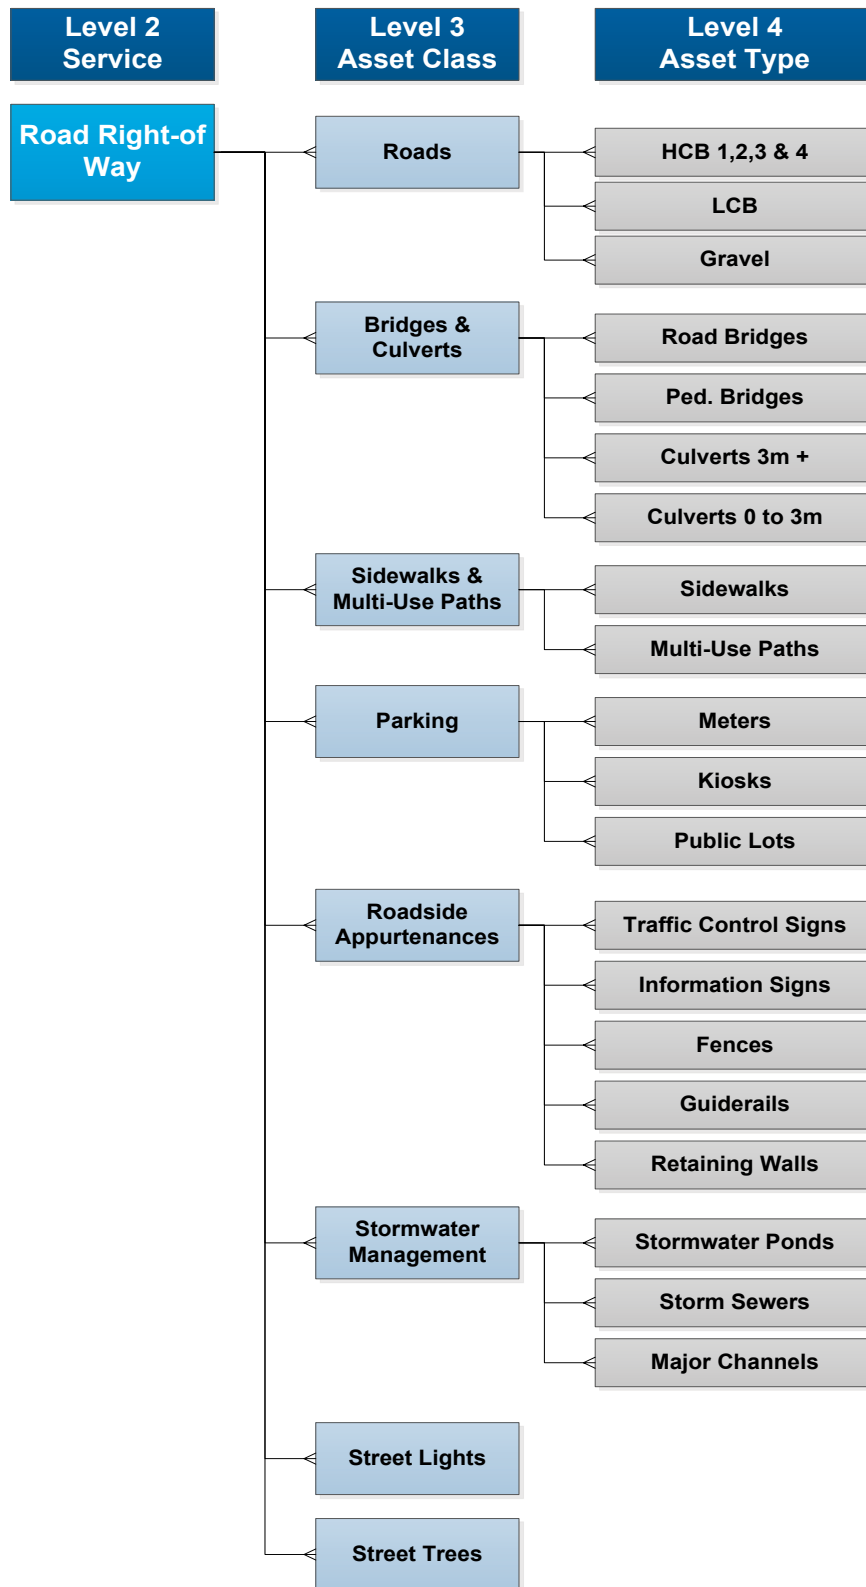 Level 2
Service
Level 3
Asset Class
Level 4
Asset Type
Road Right-of
Way
Roads
HCB 1,2,3 & 4
LCB
Gravel
Bridges &
Culverts
Road Bridges
Ped. Bridges
Culverts 3m +
Culverts 0 to 3m
Sidewalks &
Multi-Use Paths
Sidewalks
Multi-Use Paths
Parking
Meters
Kiosks
Public Lots
Roadside
Appurtenances
Traffic Control Signs
Information Signs
Fences
Guiderails
Retaining Walls
Stormwater
Management
Stormwater Ponds
Storm Sewers
Major Channels
Street Lights
Street Trees